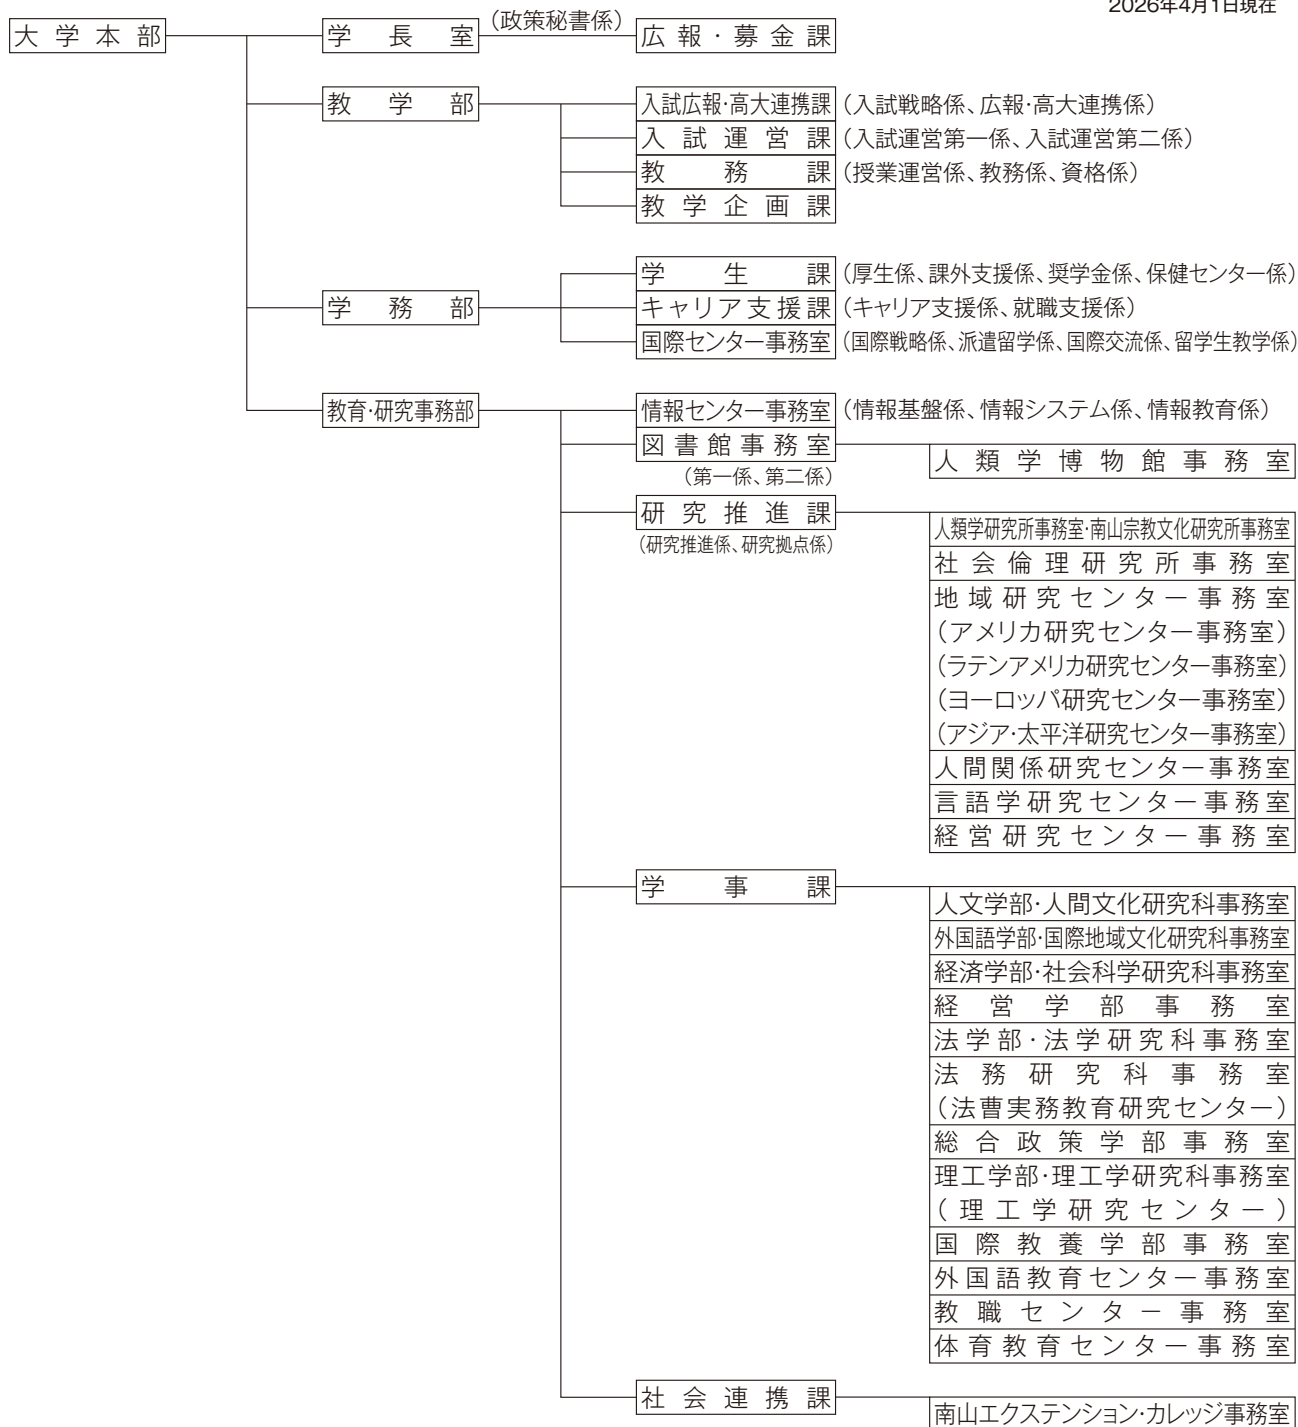 2026年4月1日現在
大学本部
学長室
(政策秘書係)
広報・募金課
教学部
入試広報・高大連携課
(入試戦略係、広報・高大連携係)
入試運営課
(入試運営第一係、入試運営第二係)
教務課
(授業運営係、教務係、資格係)
教学企画課
学務部
学生課
(厚生係、課外支援係、奨学金係、保健センター係)
キャリア支援課
(キャリア支援係、就職支援係)
国際センター事務室
(国際戦略係、派遣留学係、国際交流係、留学生教学係)
教育・研究事務部
情報センター事務室
(情報基盤係、情報システム係、情報教育係)
図書館事務室
(第一係、第二係)
人類学博物館事務室
研究推進課
(研究推進係、研究拠点係)
人類学研究所事務室・南山宗教文化研究所事務室
社会倫理研究所事務室
地域研究センター事務室
(アメリカ研究センター事務室)
(ラテンアメリカ研究センター事務室)
(ヨーロッパ研究センター事務室)
(アジア・太平洋研究センター事務室)
人間関係研究センター事務室
言語学研究センター事務室
経営研究センター事務室
学事課
人文学部・人間文化研究科事務室
外国語学部・国際地域文化研究科事務室
経済学部・社会科学研究科事務室
経営学部事務室
法学部・法学研究科事務室
法務研究科事務室
(法曹実務教育研究センター)
総合政策学部事務室
理工学部・理工学研究科事務室
(理工学研究センター)
国際教養学部事務室
外国語教育センター事務室
教職センター事務室
体育教育センター事務室
社会連携課
南山エクステンション・カレッジ事務室